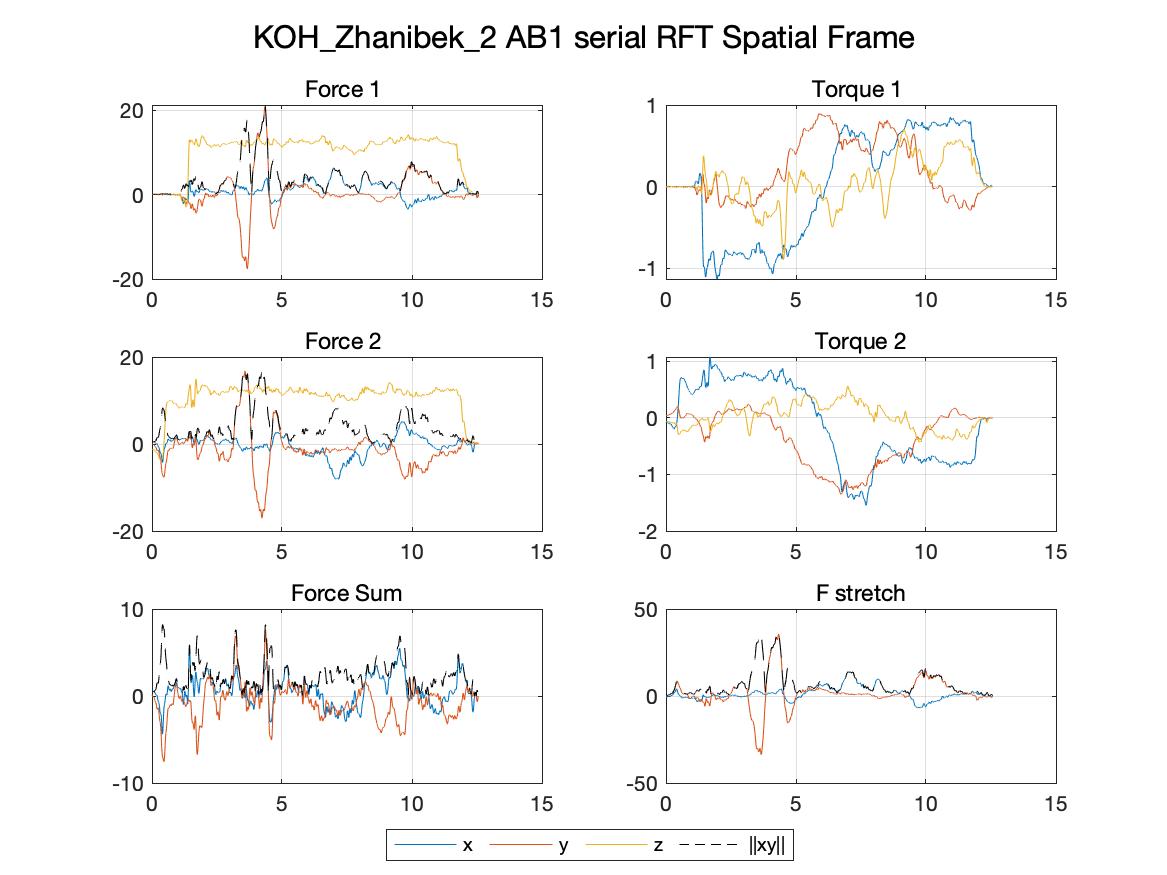 KOH_Zhanibek_2 AB1 serial RFT Spatial Frame
Force 1
20
0
-20
0 5 10 15
Torque 1
1
0
-1
0 5 10 15
Force 2
20
0
-20
0 5 10 15
Torque 2
1
0
-1
-2
0 5 10 15
Force Sum
10
0
-10
0 5 10 15
F stretch
50
0
-50
0 5 10 15
x y z ||xy||